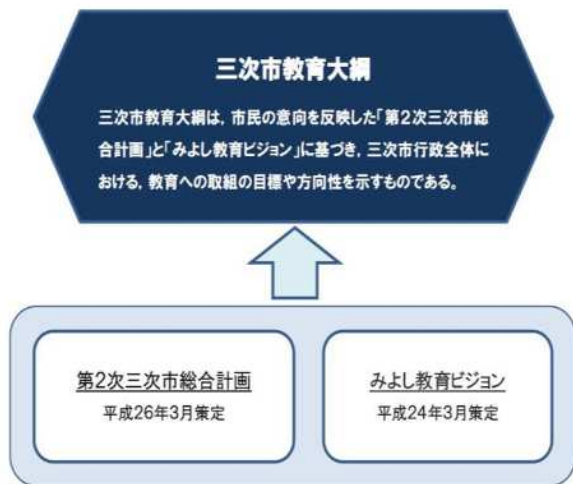 三次市教育大綱
三次市教育大綱は，市民の意向を反映した「第２次三次市総
合計画」と「みよし教育ビジョン」に基づき，三次市行政全体に
おける，教育への取組の目標や方向性を示すものである。
第２次三次市総合計画
平成26年3月策定
みよし教育ビジョン
平成24年3月策定